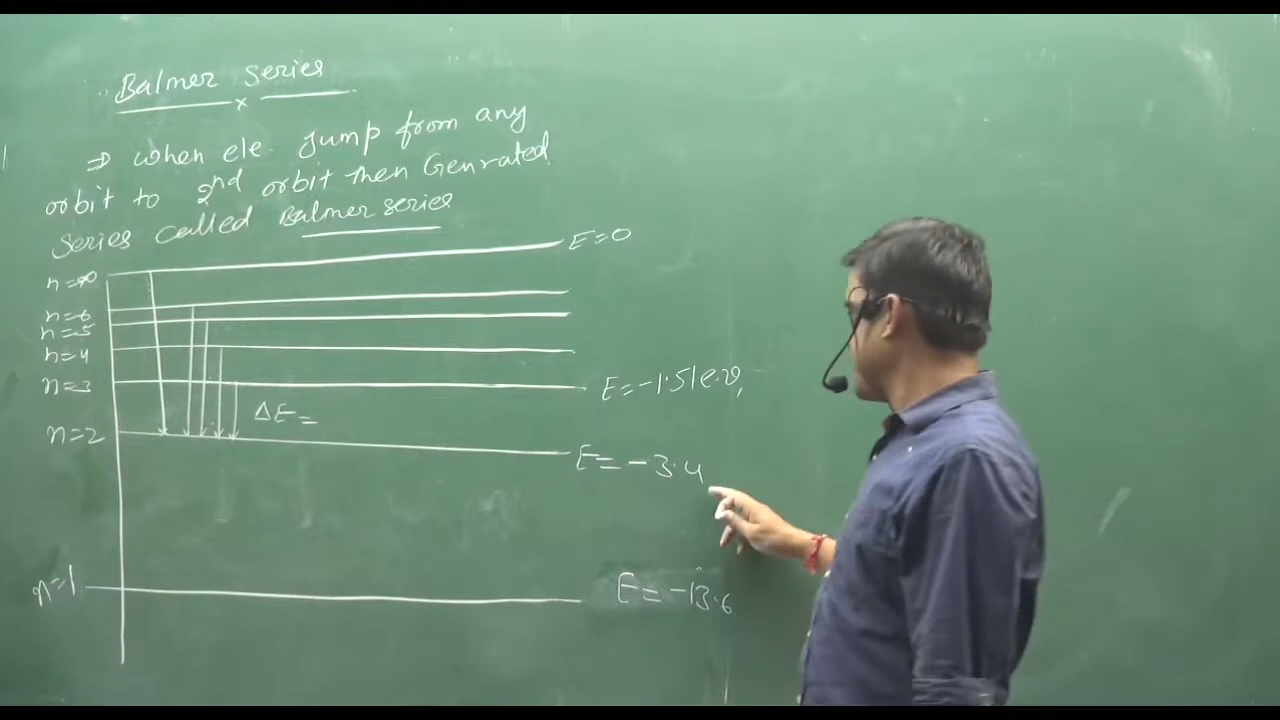 Balmer Series
x
⇒ when ele. Jump from any
orbit to 2nd orbit then Genrated
Series called Balmer series
n=∞ E=0
n=6
n=5
n=4
n=3 E=-1.51e.v,
ΔE=
n=2 E=-3.4
n=1 E=-13.6